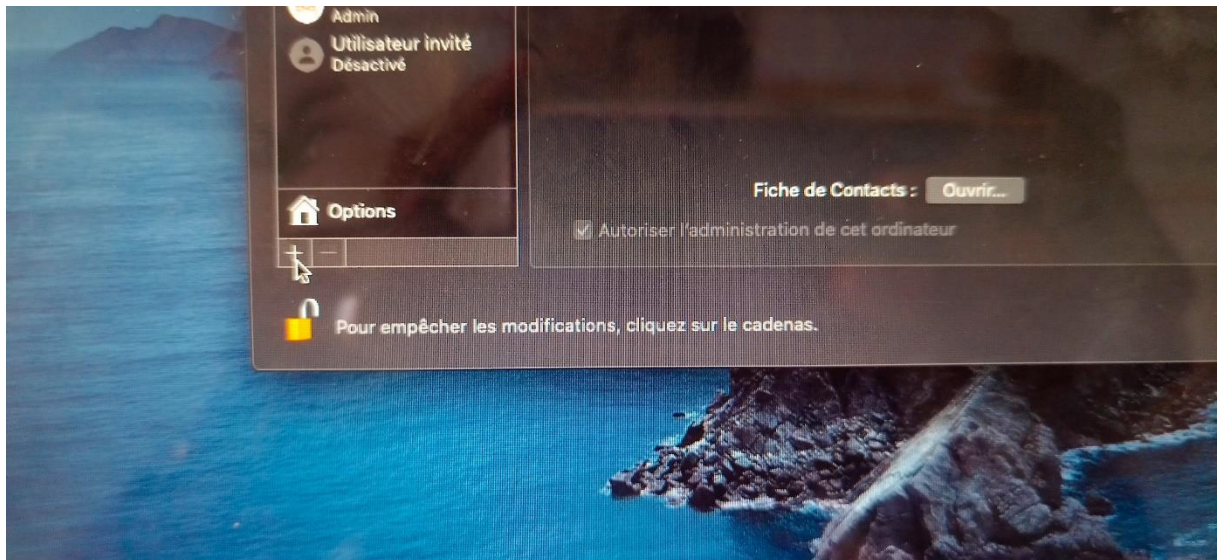 Admin
Utilisateur invité
Désactivé
Fiche de Contacts : Ouvrir...
Options
Autoriser l'administration de cet ordinateur
+ −
Pour empêcher les modifications, cliquez sur le cadenas.